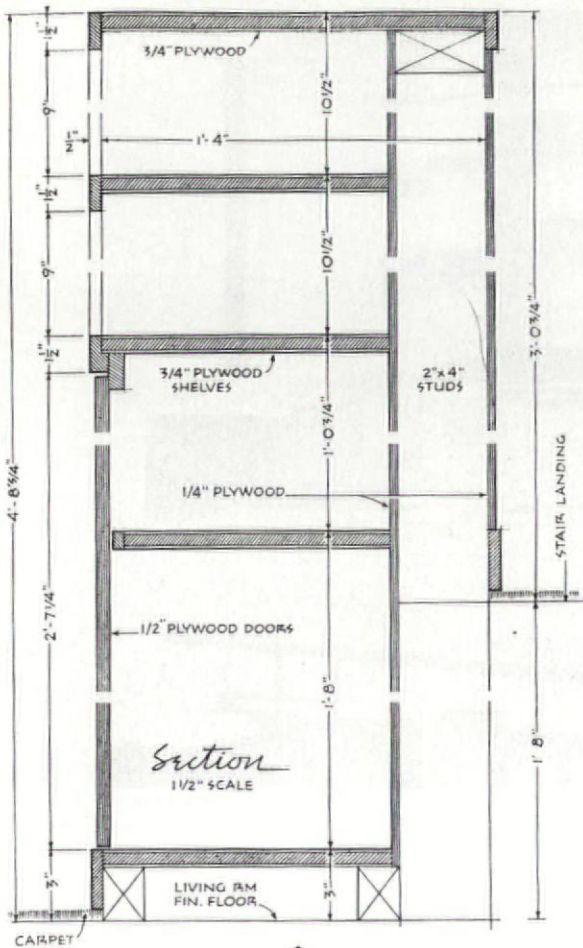 1 1/2"
3/4" PLYWOOD
9"
10 1/2"
1/2"
1'-4"
1 1/2"
9"
10 1/2"
3'-0 3/4"
1 1/2"
3/4" PLYWOOD
SHELVES
2"x4"
STUDS
1'-0 3/4"
4'-8 3/4"
1/4" PLYWOOD
STAIR LANDING
2'-7 1/4"
1/2" PLYWOOD DOORS
1'-8"
1' 8"
Section
1 1/2" SCALE
3"
LIVING RM
FIN. FLOOR
3"
CARPET